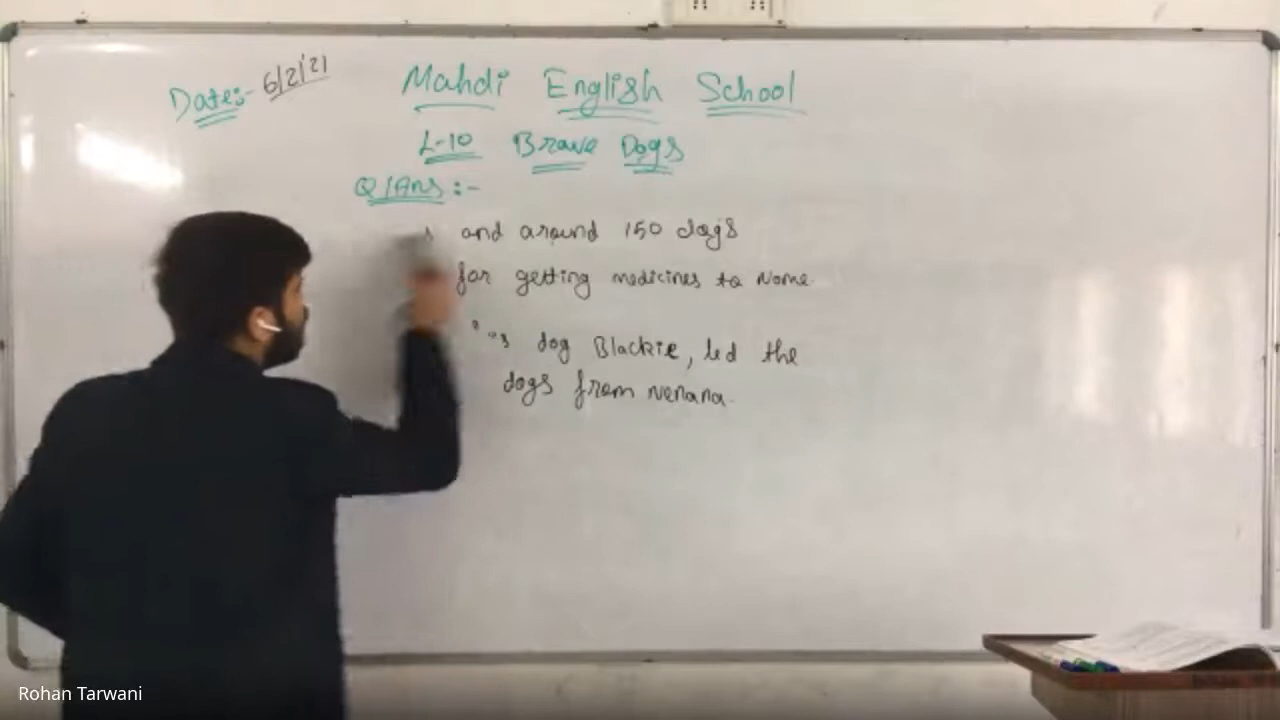 Date:- 6/2/21
Mahdi English School
L-10 Brave Dogs
Q/Ans :-
and around 150 dogs
for getting medicines to Nome.
dog Blackie, led the
dogs from Nenana.
Rohan Tarwani